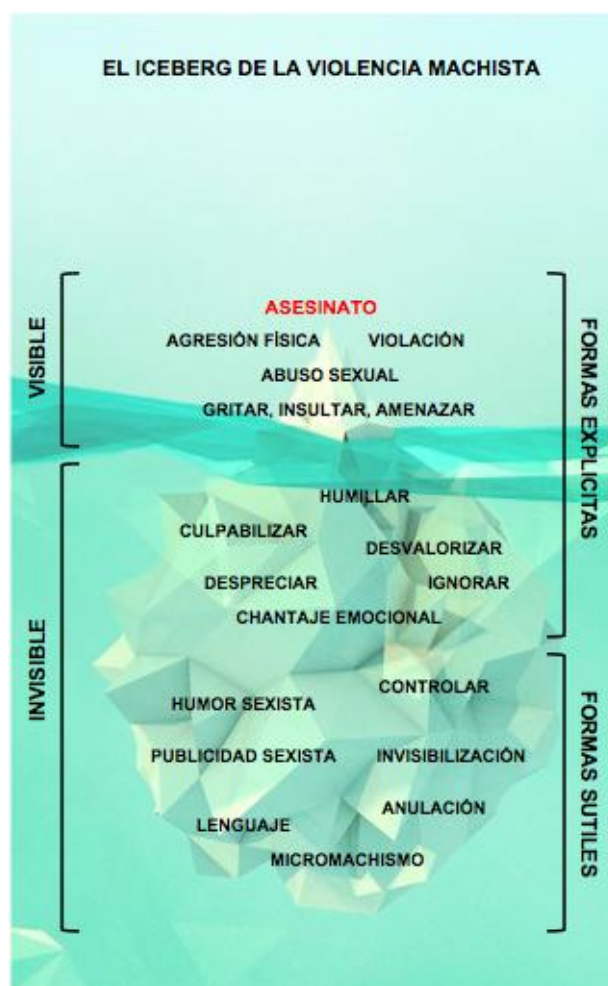 EL ICEBERG DE LA VIOLENCIA MACHISTA
VISIBLE
ASESINATO
AGRESIÓN FÍSICA VIOLACIÓN
ABUSO SEXUAL
GRITAR, INSULTAR, AMENAZAR
FORMAS EXPLICITAS
INVISIBLE
HUMILLAR
CULPABILIZAR
DESVALORIZAR
DESPRECIAR IGNORAR
CHANTAJE EMOCIONAL
CONTROLAR
HUMOR SEXISTA
PUBLICIDAD SEXISTA INVISIBILIZACIÓN
ANULACIÓN
LENGUAJE
MICROMACHISMO
FORMAS SUTILES